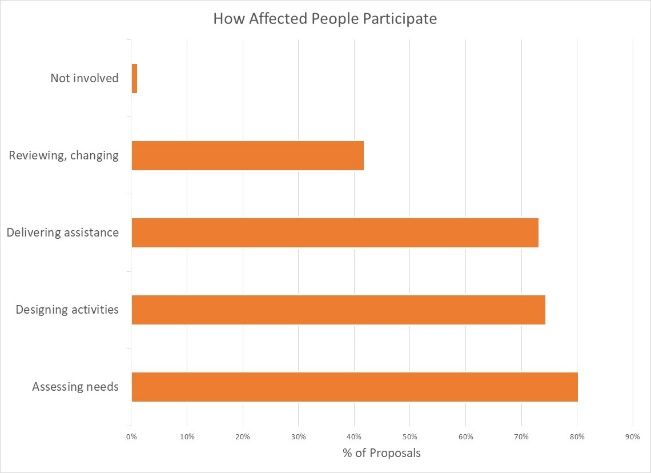 How Affected People Participate
Not involved
Reviewing, changing
Delivering assistance
Designing activities
Assessing needs
0% 10% 20% 30% 40% 50% 60% 70% 80% 90%
% of Proposals